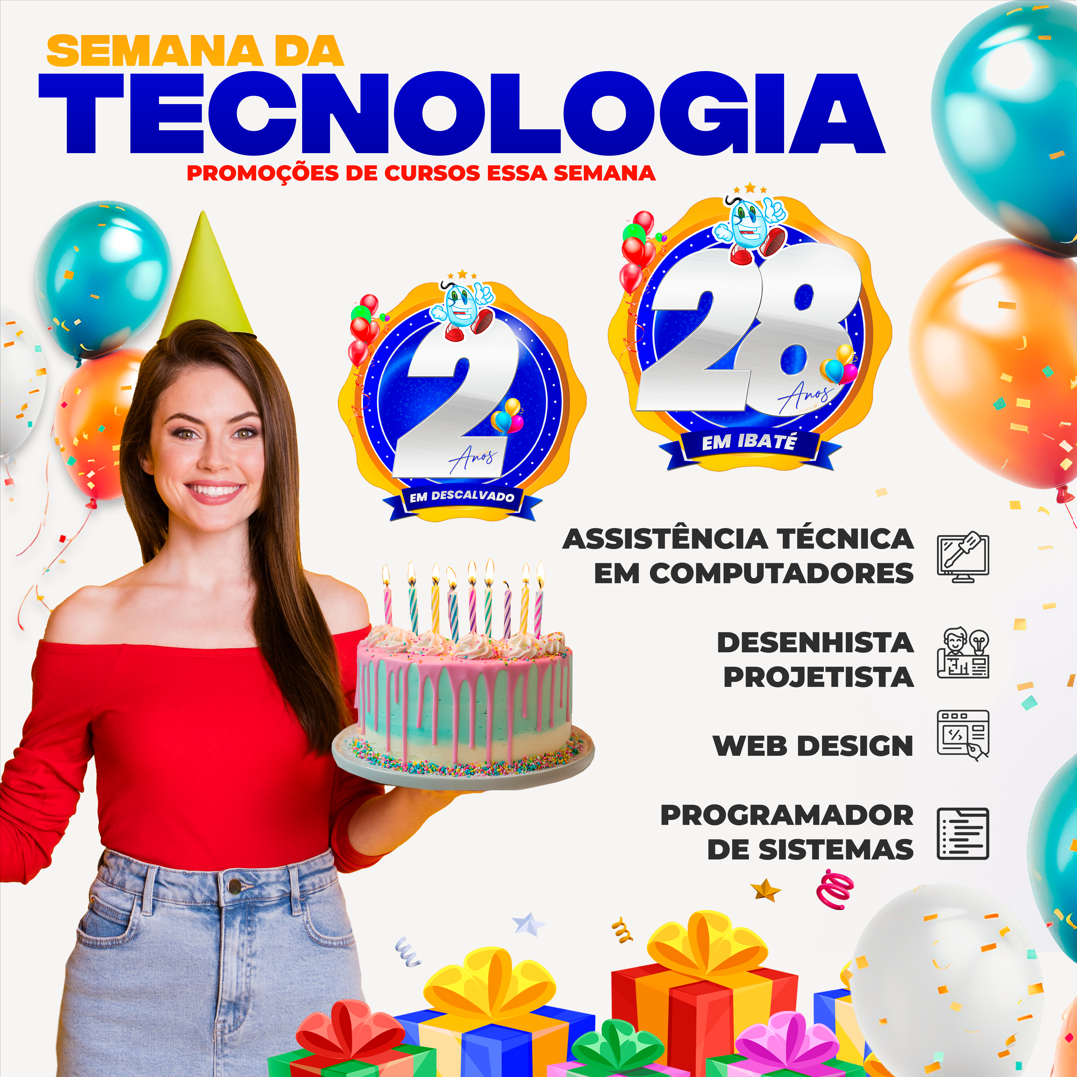 SEMANA DA
TECNOLOGIA
PROMOÇÕES DE CURSOS ESSA SEMANA
28
Anos
EM IBATÉ
2
Anos
EM DESCALVADO
ASSISTÊNCIA TÉCNICA
EM COMPUTADORES
DESENHISTA
PROJETISTA
WEB DESIGN
PROGRAMADOR
DE SISTEMAS